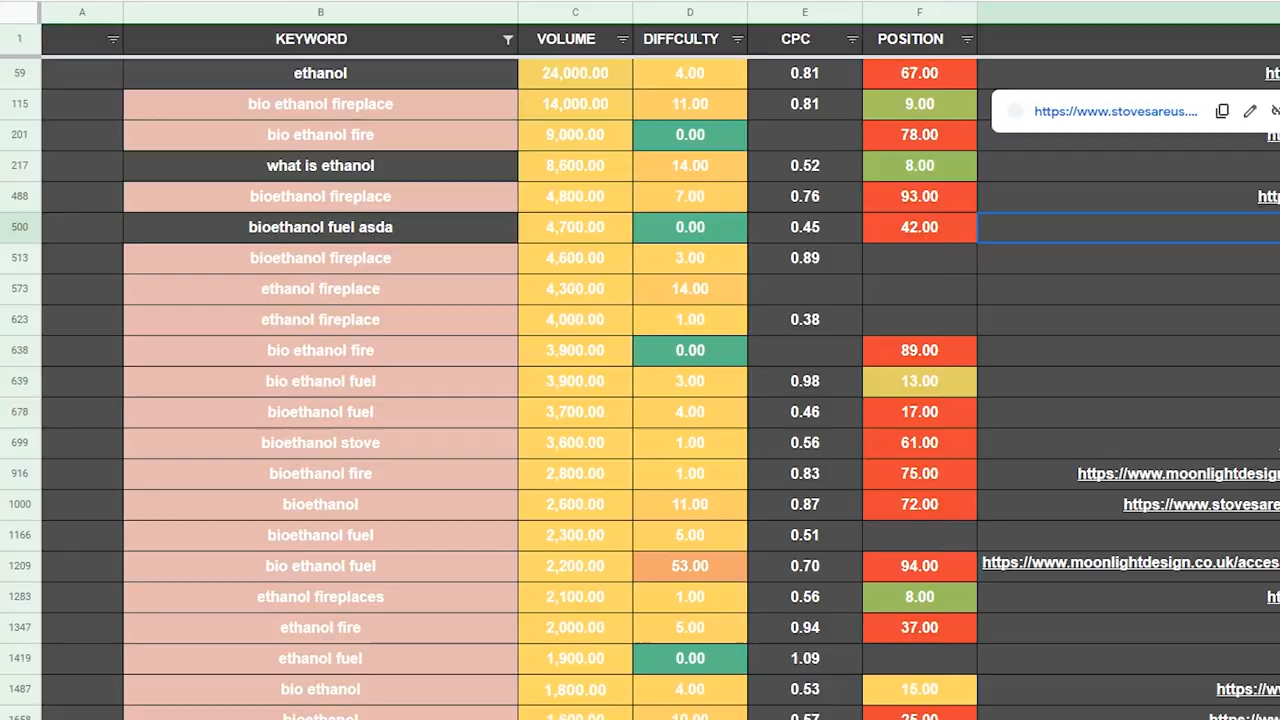 A B C D E F
1 KEYWORD VOLUME DIFFCULTY CPC POSITION
59 ethanol 24,000.00 4.00 0.81 67.00
115 bio ethanol fireplace 14,000.00 11.00 0.81 9.00 https://www.stovesareus....
201 bio ethanol fire 9,000.00 0.00 78.00
217 what is ethanol 8,600.00 14.00 0.52 8.00
488 bioethanol fireplace 4,800.00 7.00 0.76 93.00
500 bioethanol fuel asda 4,700.00 0.00 0.45 42.00
513 bioethanol fireplace 4,600.00 3.00 0.89
573 ethanol fireplace 4,300.00 14.00
623 ethanol fireplace 4,000.00 1.00 0.38
638 bio ethanol fire 3,900.00 0.00 89.00
639 bio ethanol fuel 3,900.00 3.00 0.98 13.00
678 bioethanol fuel 3,700.00 4.00 0.46 17.00
699 bioethanol stove 3,600.00 1.00 0.56 61.00
916 bioethanol fire 2,800.00 1.00 0.83 75.00 https://www.moonlightdesig
1000 bioethanol 2,600.00 11.00 0.87 72.00 https://www.stovesare
1166 bioethanol fuel 2,300.00 5.00 0.51
1209 bio ethanol fuel 2,200.00 53.00 0.70 94.00 https://www.moonlightdesign.co.uk/acces
1283 ethanol fireplaces 2,100.00 1.00 0.56 8.00
1347 ethanol fire 2,000.00 5.00 0.94 37.00
1419 ethanol fuel 1,900.00 0.00 1.09
1487 bio ethanol 1,800.00 4.00 0.53 15.00 https://ww